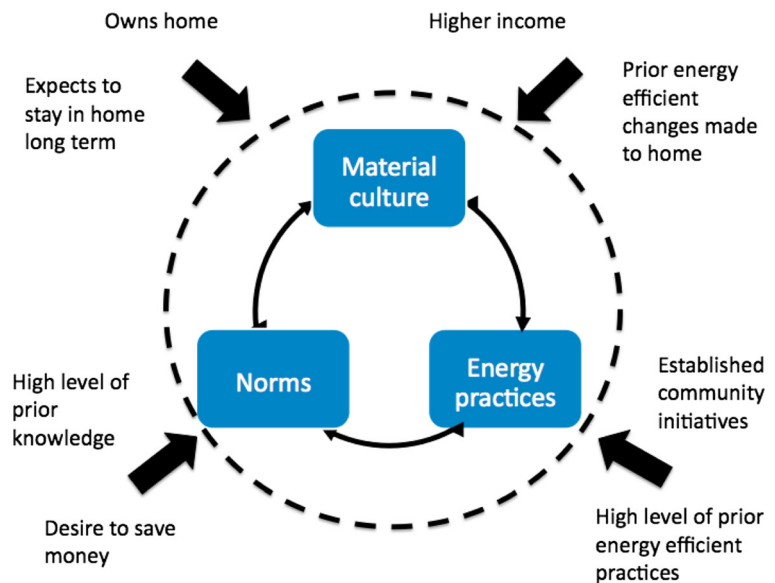 Owns home
Higher income
Expects to
stay in home
long term
Prior energy
efficient
changes made
to home
Material
culture
Norms
Energy
practices
High level of
prior
knowledge
Established
community
initiatives
Desire to save
money
High level of prior
energy efficient
practices